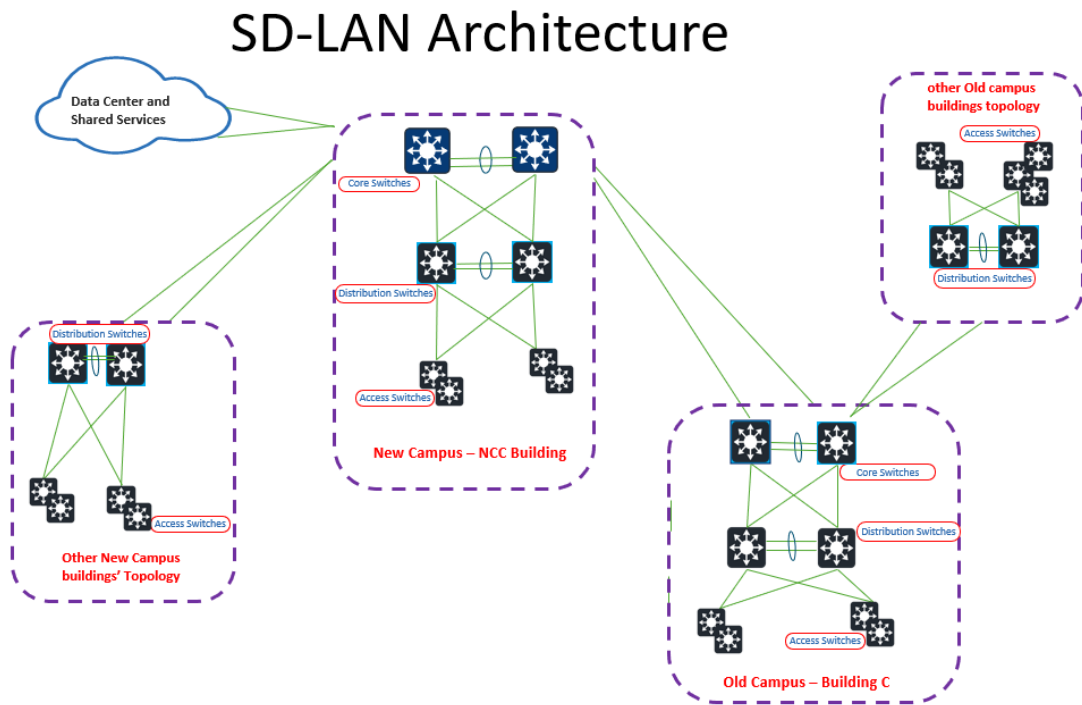 SD-LAN Architecture
Data Center and
Shared Services
other Old campus
buildings topology
Access Switches
Distribution Switches
Core Switches
Distribution Switches
Access Switches
New Campus – NCC Building
Distribution Switches
Access Switches
Other New Campus
buildings’ Topology
Core Switches
Distribution Switches
Access Switches
Old Campus – Building C